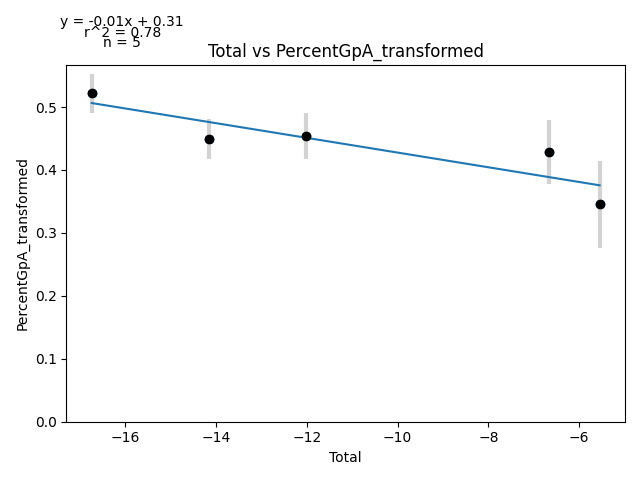 y = -0.01x + 0.31
r^2 = 0.78
n = 5
Total vs PercentGpA_transformed
PercentGpA_transformed
0.5
0.4
0.3
0.2
0.1
0.0
−16
−14
−12
−10
−8
−6
Total